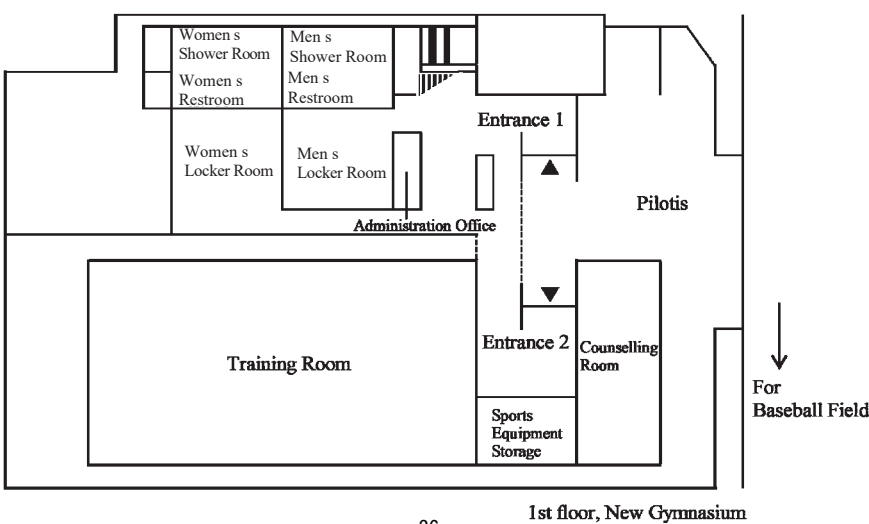 Women s
Shower Room
Men s
Shower Room
Women s
Restroom
Men s
Restroom
Entrance 1
Women s
Locker Room
Men s
Locker Room
Pilotis
Administration Office
Entrance 2
Counselling
Room
Training Room
For
Baseball Field
Sports
Equipment
Storage
1st floor, New Gymnasium